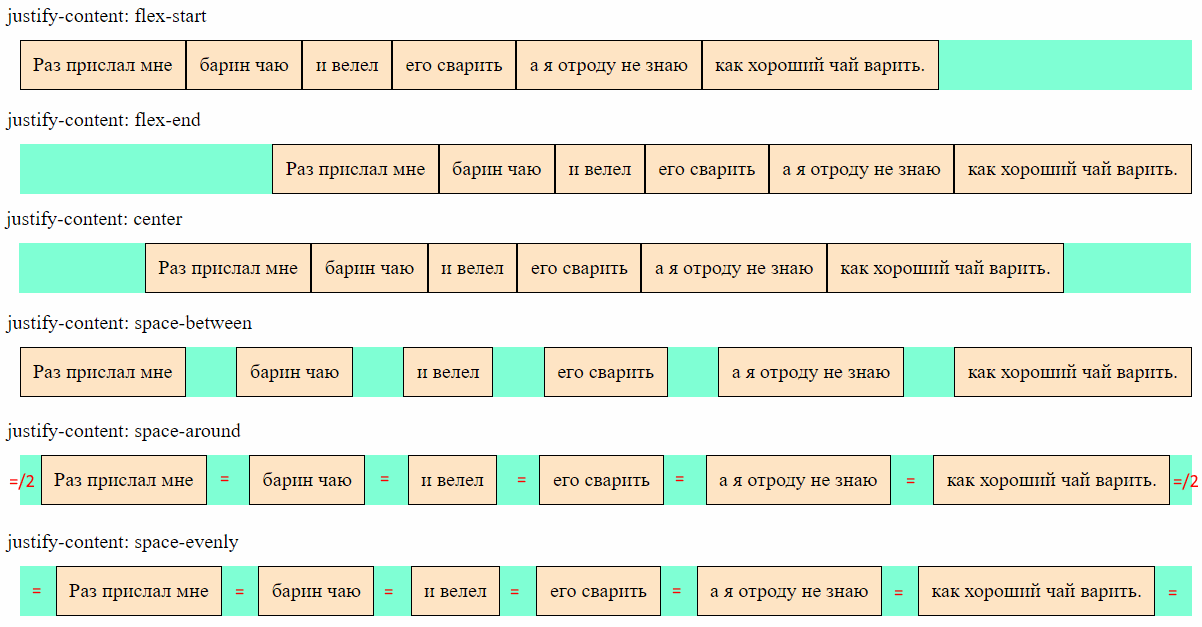 justify-content: flex-start
Раз прислал мне барин чаю и велел его сварить а я отроду не знаю как хороший чай варить.
justify-content: flex-end
Раз прислал мне барин чаю и велел его сварить а я отроду не знаю как хороший чай варить.
justify-content: center
Раз прислал мне барин чаю и велел его сварить а я отроду не знаю как хороший чай варить.
justify-content: space-between
Раз прислал мне барин чаю и велел его сварить а я отроду не знаю как хороший чай варить.
justify-content: space-around
=/2 Раз прислал мне = барин чаю = и велел = его сварить = а я отроду не знаю = как хороший чай варить. =/2
justify-content: space-evenly
= Раз прислал мне = барин чаю = и велел = его сварить = а я отроду не знаю = как хороший чай варить. =